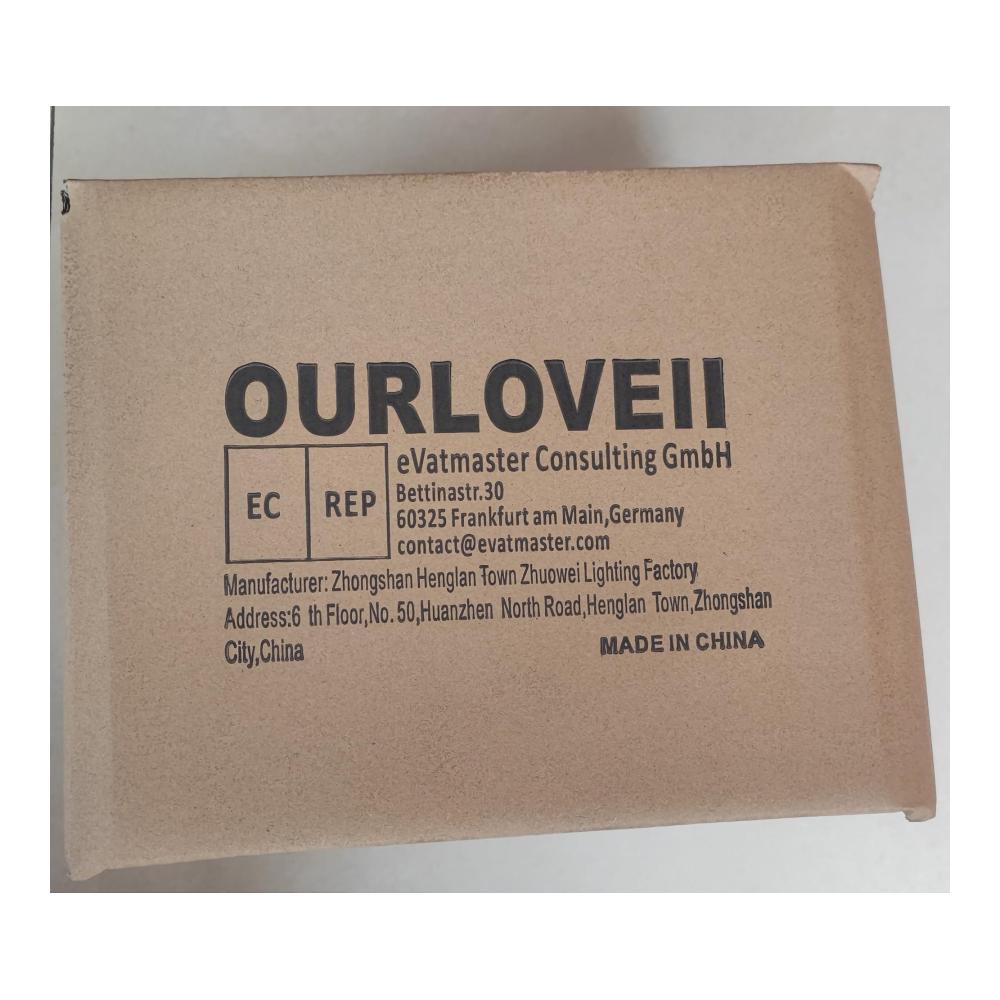 OURLOVEII
EC REP
eVatmaster Consulting GmbH
Bettinastr.30
60325 Frankfurt am Main,Germany
contact@evatmaster.com
Manufacturer: Zhongshan Henglan Town Zhuowei Lighting Factory
Address:6 th Floor,No. 50,Huanzhen North Road,Henglan Town,Zhongshan
City,China
MADE IN CHINA